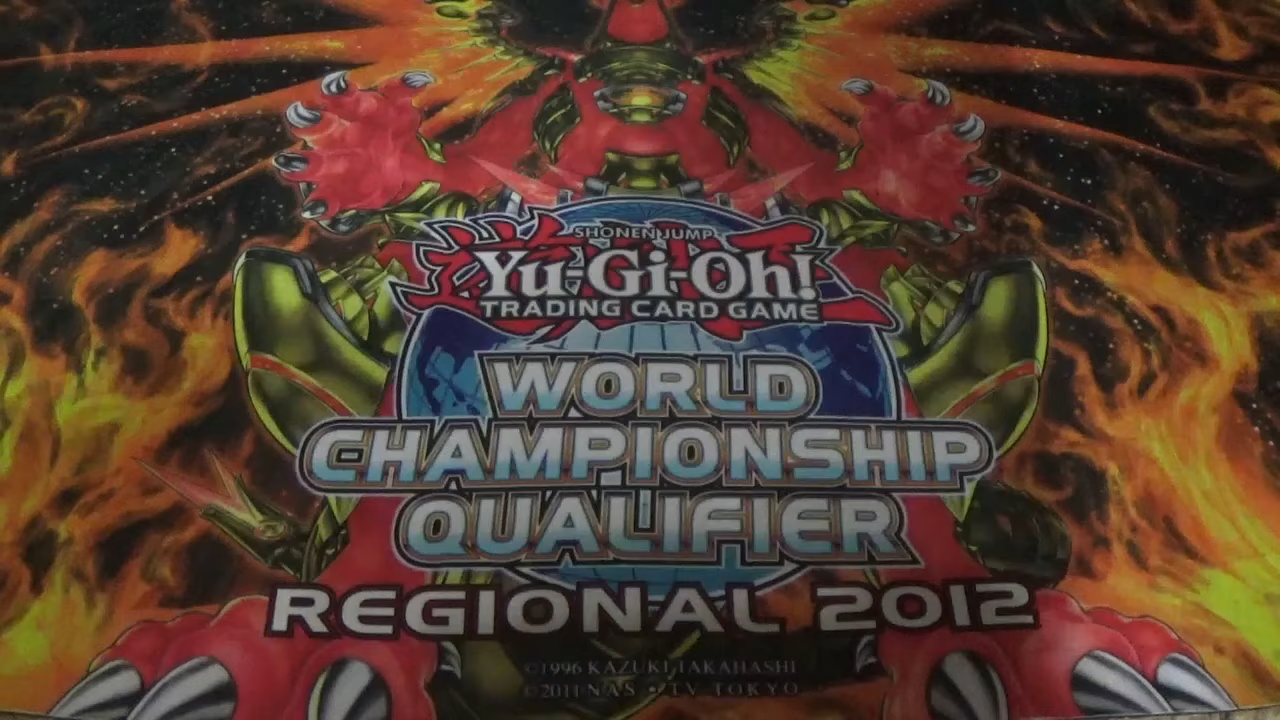 SHONEN JUMP
Yu-Gi-Oh!
TRADING CARD GAME
WORLD
CHAMPIONSHIP
QUALIFIER
REGIONAL 2012
©1996 KAZUKI TAKAHASHI
©2011 NAS • TV TOKYO